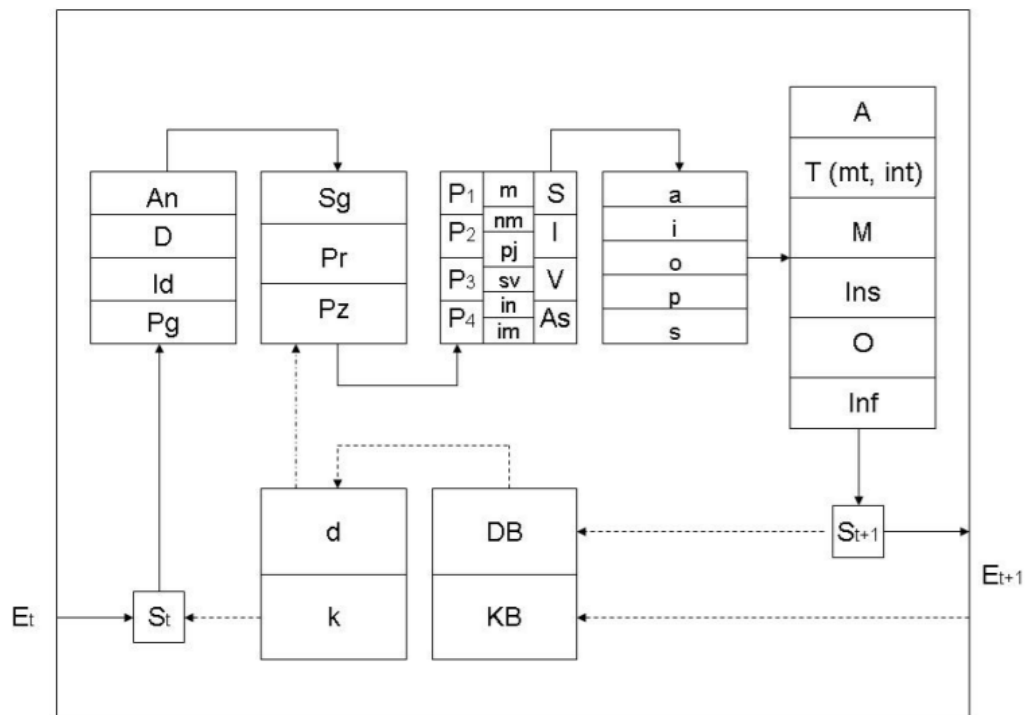 An
D
Id
Pg
Sg
Pr
Pz
P1
P2
P3
P4
m
nm
pj
sv
in
im
S
I
V
As
a
i
o
p
s
A
T (mt, int)
M
Ins
O
Inf
d
k
DB
KB
St+1
Et+1
Et
St